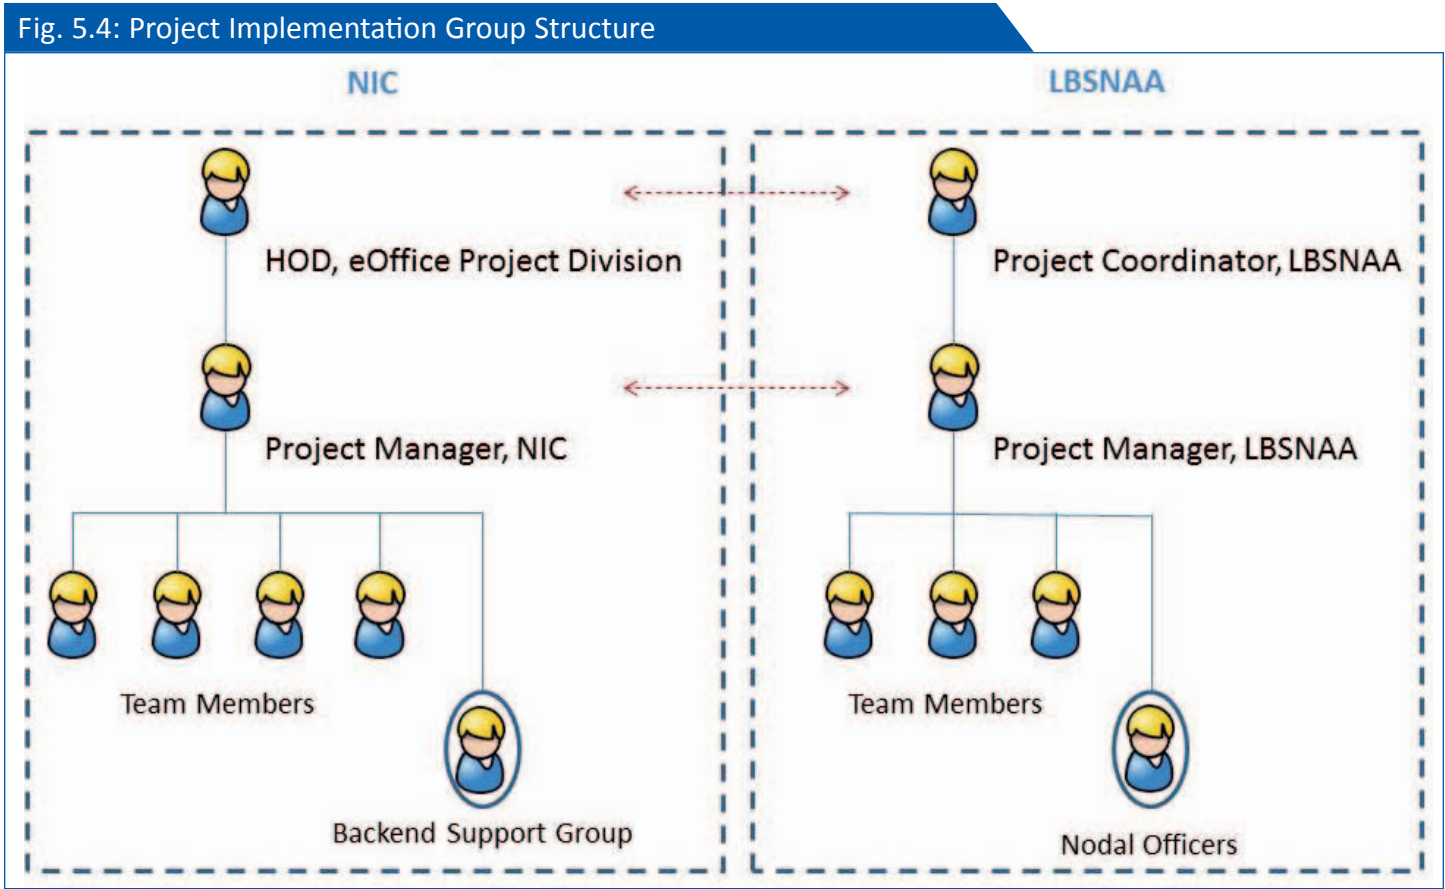 Fig. 5.4: Project Implementation Group Structure
NIC
LBSNAA
HOD, eOffice Project Division
Project Coordinator, LBSNAA
Project Manager, NIC
Project Manager, LBSNAA
Team Members
Team Members
Backend Support Group
Nodal Officers